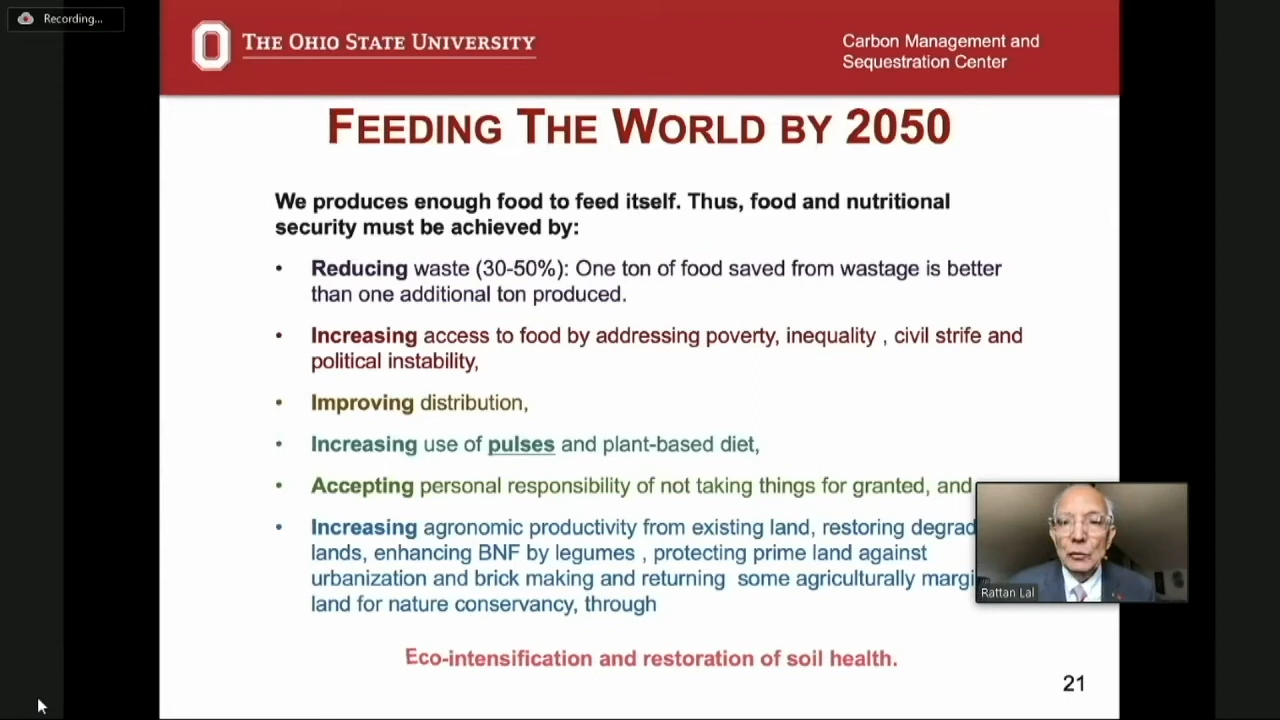 Recording...
THE OHIO STATE UNIVERSITY
Carbon Management and
Sequestration Center
FEEDING THE WORLD BY 2050
We produces enough food to feed itself. Thus, food and nutritional
security must be achieved by:
• Reducing waste (30-50%): One ton of food saved from wastage is better
than one additional ton produced.
• Increasing access to food by addressing poverty, inequality , civil strife and
political instability,
• Improving distribution,
• Increasing use of pulses and plant-based diet,
• Accepting personal responsibility of not taking things for granted, and
• Increasing agronomic productivity from existing land, restoring degrad
lands, enhancing BNF by legumes , protecting prime land against
urbanization and brick making and returning some agriculturally margi
land for nature conservancy, through
Rattan Lal
Eco-intensification and restoration of soil health.
21